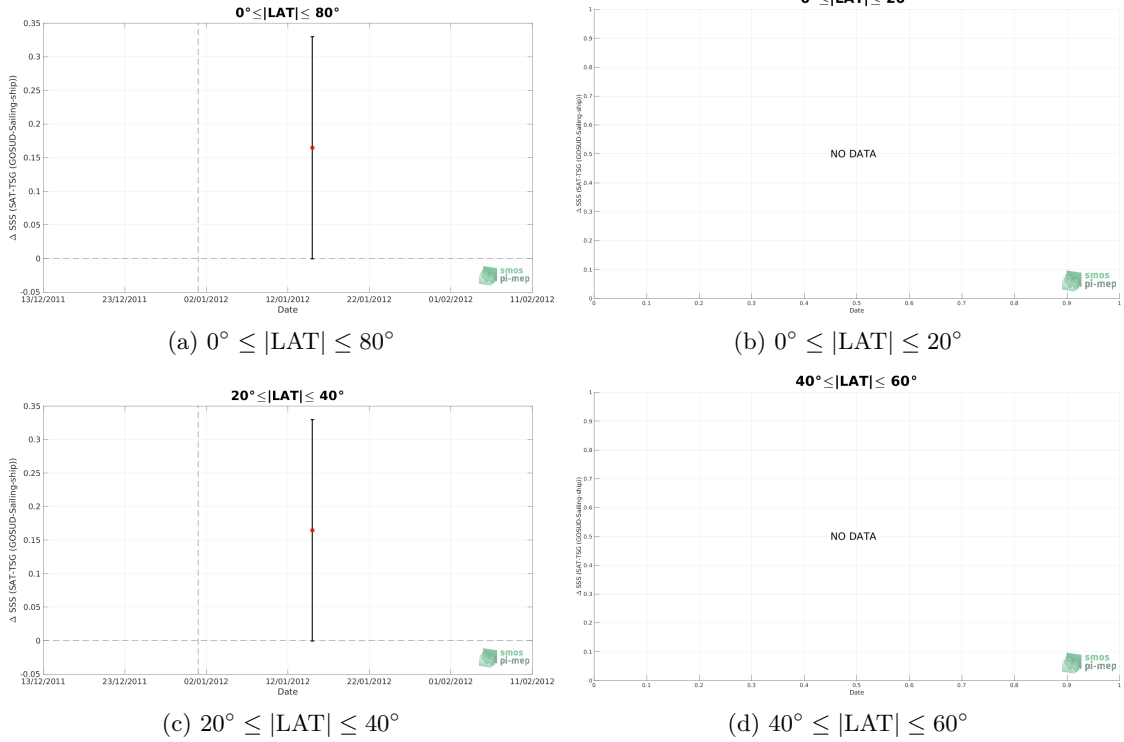 0°≤|LAT|≤ 80°
0.35
0.3
0.25
0.2
0.15
0.1
0.05
0
-0.05
Δ SSS (SAT-TSG (GOSUD-Sailing-ship))
13/12/2011 23/12/2011 02/01/2012 12/01/2012 22/01/2012 01/02/2012 11/02/2012
Date
smos
pi-mep
(a) 0° ≤ |LAT| ≤ 80°
0°≤|LAT|≤ 20°
1
0.9
0.8
0.7
0.6
0.5
0.4
0.3
0.2
0.1
0
Δ SSS (SAT-TSG (GOSUD-Sailing-ship))
NO DATA
0 0.1 0.2 0.3 0.4 0.5 0.6 0.7 0.8 0.9 1
Date
smos
pi-mep
(b) 0° ≤ |LAT| ≤ 20°
20°≤|LAT|≤ 40°
0.35
0.3
0.25
0.2
0.15
0.1
0.05
0
-0.05
Δ SSS (SAT-TSG (GOSUD-Sailing-ship))
13/12/2011 23/12/2011 02/01/2012 12/01/2012 22/01/2012 01/02/2012 11/02/2012
Date
smos
pi-mep
(c) 20° ≤ |LAT| ≤ 40°
40°≤|LAT|≤ 60°
1
0.9
0.8
0.7
0.6
0.5
0.4
0.3
0.2
0.1
0
Δ SSS (SAT-TSG (GOSUD-Sailing-ship))
NO DATA
0 0.1 0.2 0.3 0.4 0.5 0.6 0.7 0.8 0.9 1
Date
smos
pi-mep
(d) 40° ≤ |LAT| ≤ 60°